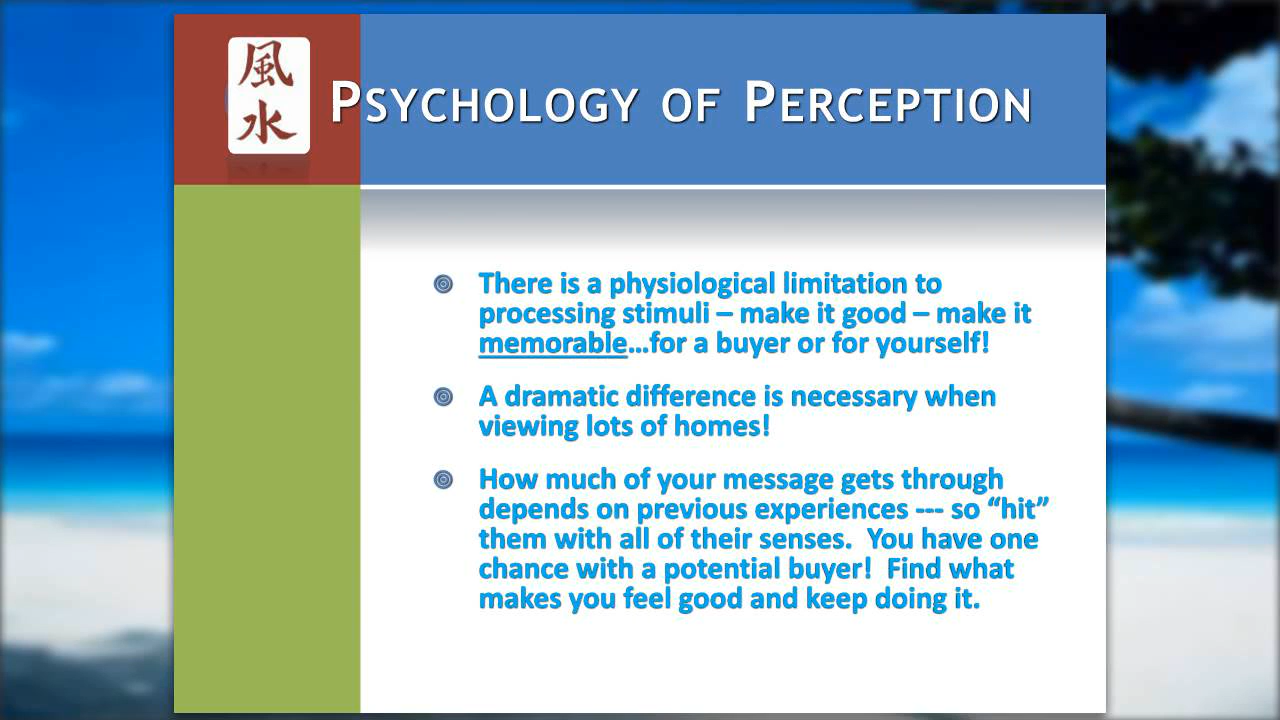 風
水
PSYCHOLOGY OF PERCEPTION
There is a physiological limitation to
processing stimuli – make it good – make it
memorable…for a buyer or for yourself!
A dramatic difference is necessary when
viewing lots of homes!
How much of your message gets through
depends on previous experiences --- so “hit”
them with all of their senses.  You have one
chance with a potential buyer!  Find what
makes you feel good and keep doing it.